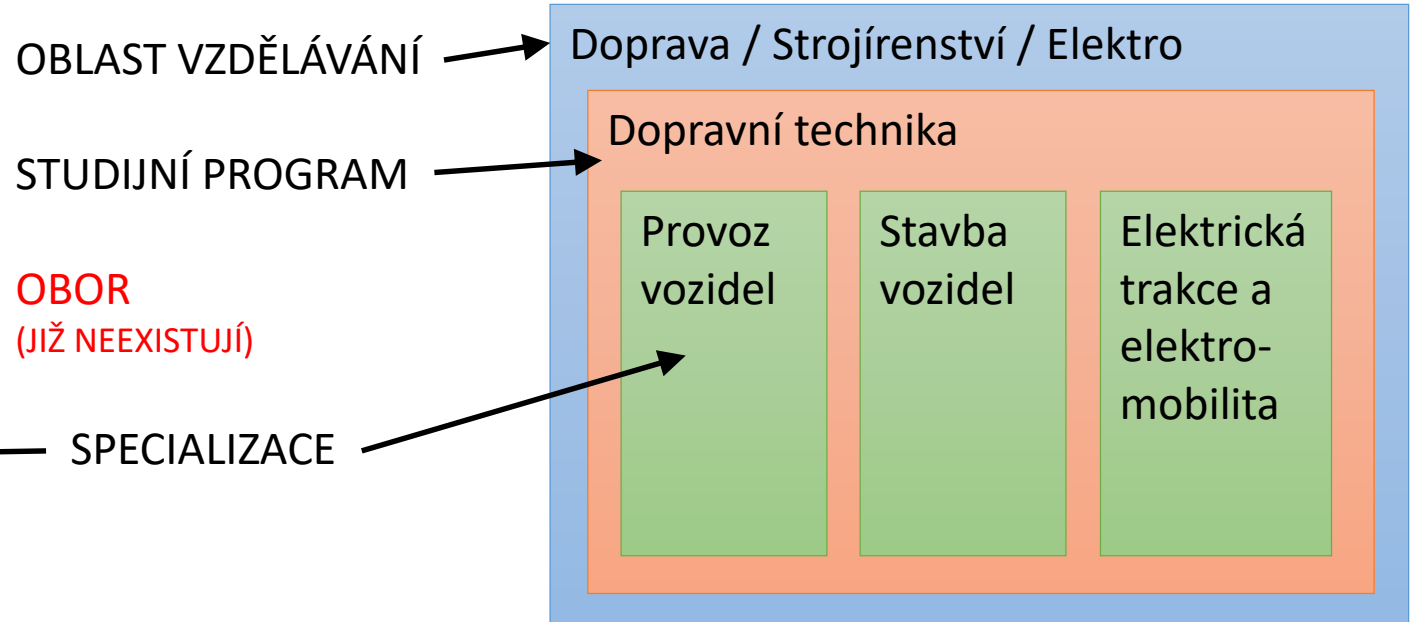 OBLAST VZDĚLÁVÁNÍ
Doprava / Strojírenství / Elektro
STUDIJNÍ PROGRAM
Dopravní technika
OBOR
(JIŽ NEEXISTUJÍ)
SPECIALIZACE
Provoz
vozidel
Stavba
vozidel
Elektrická
trakce a
elektro-
mobilita